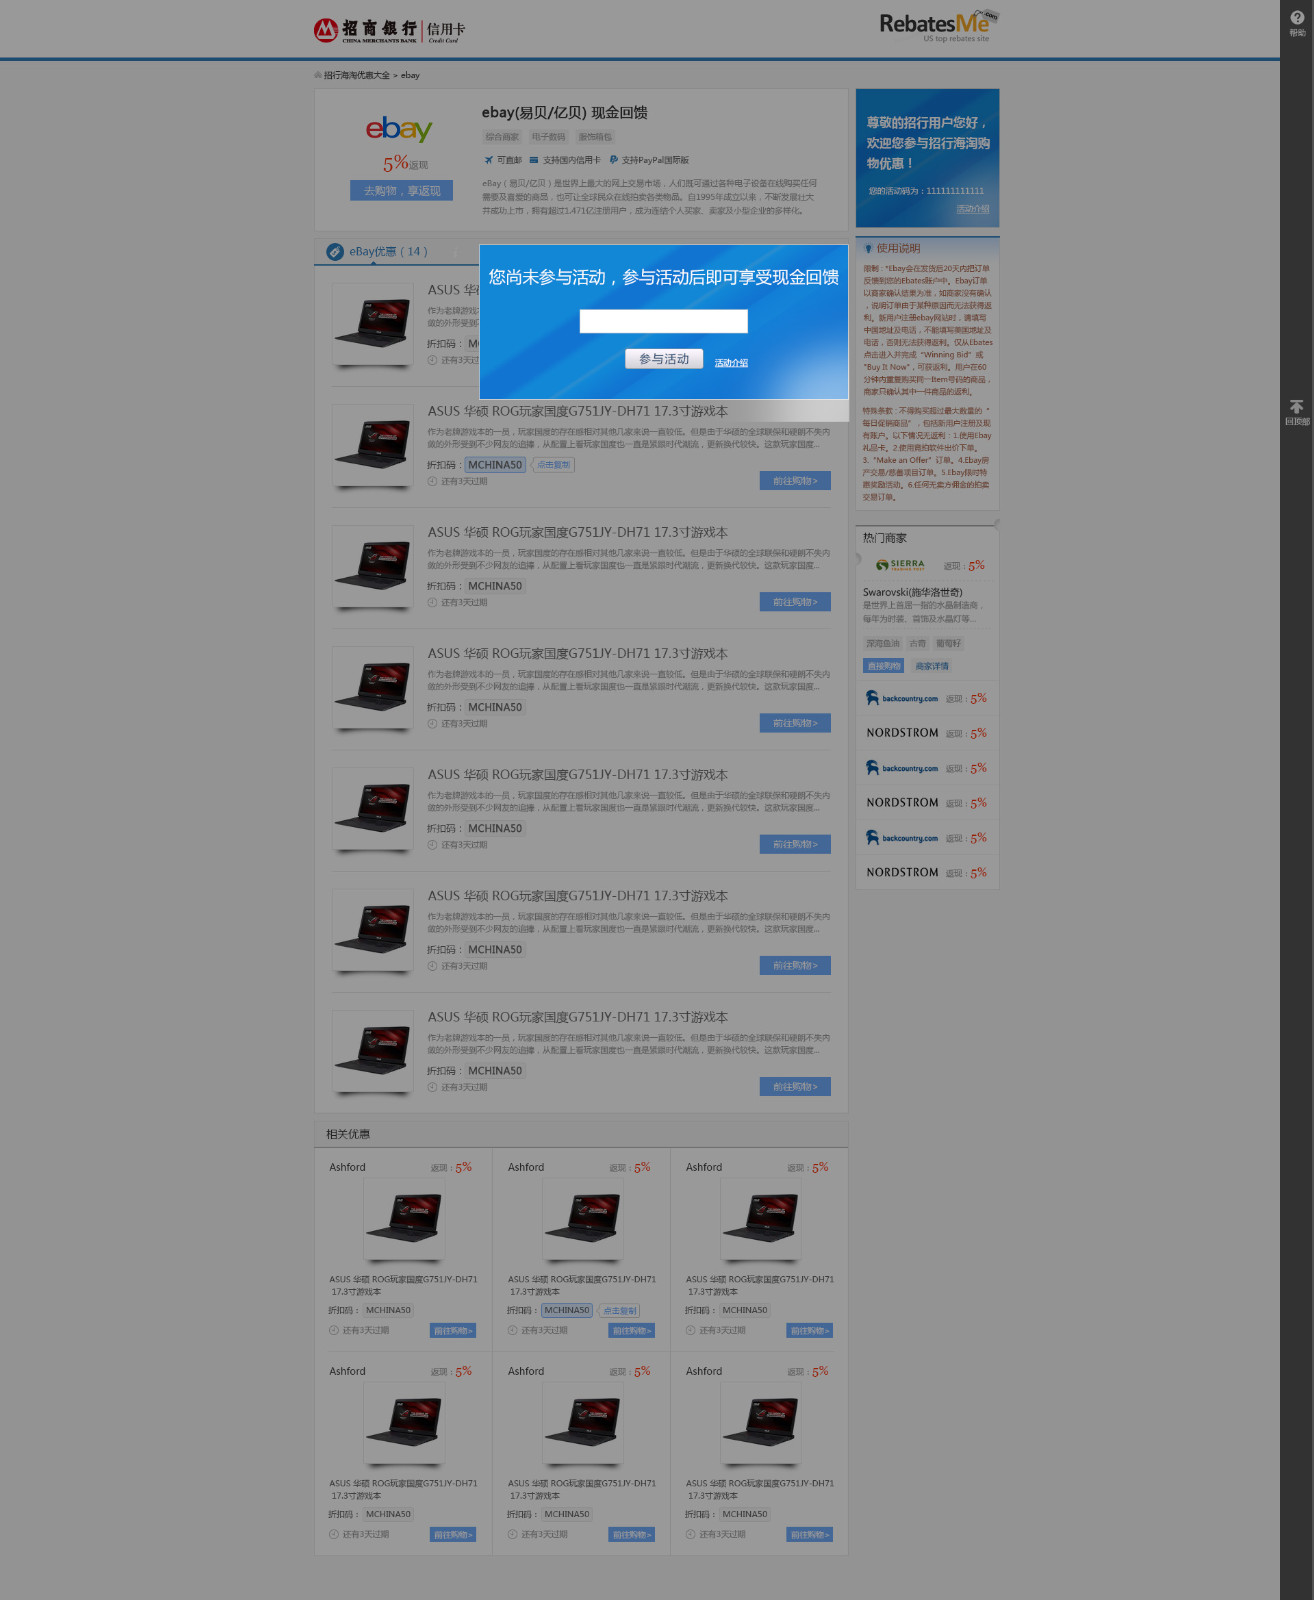 招商银行 信用卡
CHINA MERCHANTS BANK Credit Card
RebatesMe.com
US top rebates site
帮助
招行海淘优惠大全 > ebay
ebay
5%返现
去购物，享返现
ebay(易贝/亿贝) 现金回馈
综合商家 电子数码 服饰箱包
可直邮 支持国内信用卡 支持PayPal国际版
eBay（易贝/亿贝）是世界上最大的网上交易市场，人们既可通过各种电子设备在线购买任何
需要及喜爱的商品，也可让全球民众在线拍卖各类物品。自1995年成立以来，不断发展壮大
并成功上市，拥有超过1.471亿注册用户，成为连结个人买家、卖家及小型企业的多样化。
尊敬的招行用户您好，
欢迎您参与招行海淘购
物优惠！
您的活动码为：111111111111
活动介绍
eBay优惠（14）
您尚未参与活动，参与活动后即可享受现金回馈
参与活动 活动介绍
ASUS 华
作为老牌游戏本
做的外形受到不
折扣码： M
还有3天过
ASUS 华硕 ROG玩家国度G751JY-DH71 17.3寸游戏本
作为老牌游戏本的一员，玩家国度的存在感相对其他几家来说一直较低。但是由于华硕的全球联保和硬朗不失内
做的外形受到不少网友的追捧，从配置上看玩家国度也一直是紧跟时代潮流，更新换代较快。这款玩家国度...
折扣码： MCHINA50 点击复制
还有3天过期
前往购物>
ASUS 华硕 ROG玩家国度G751JY-DH71 17.3寸游戏本
作为老牌游戏本的一员，玩家国度的存在感相对其他几家来说一直较低。但是由于华硕的全球联保和硬朗不失内
做的外形受到不少网友的追捧，从配置上看玩家国度也一直是紧跟时代潮流，更新换代较快。这款玩家国度...
折扣码： MCHINA50
还有3天过期
前往购物>
ASUS 华硕 ROG玩家国度G751JY-DH71 17.3寸游戏本
作为老牌游戏本的一员，玩家国度的存在感相对其他几家来说一直较低。但是由于华硕的全球联保和硬朗不失内
做的外形受到不少网友的追捧，从配置上看玩家国度也一直是紧跟时代潮流，更新换代较快。这款玩家国度...
折扣码： MCHINA50
还有3天过期
前往购物>
ASUS 华硕 ROG玩家国度G751JY-DH71 17.3寸游戏本
作为老牌游戏本的一员，玩家国度的存在感相对其他几家来说一直较低。但是由于华硕的全球联保和硬朗不失内
做的外形受到不少网友的追捧，从配置上看玩家国度也一直是紧跟时代潮流，更新换代较快。这款玩家国度...
折扣码： MCHINA50
还有3天过期
前往购物>
ASUS 华硕 ROG玩家国度G751JY-DH71 17.3寸游戏本
作为老牌游戏本的一员，玩家国度的存在感相对其他几家来说一直较低。但是由于华硕的全球联保和硬朗不失内
做的外形受到不少网友的追捧，从配置上看玩家国度也一直是紧跟时代潮流，更新换代较快。这款玩家国度...
折扣码： MCHINA50
还有3天过期
前往购物>
ASUS 华硕 ROG玩家国度G751JY-DH71 17.3寸游戏本
作为老牌游戏本的一员，玩家国度的存在感相对其他几家来说一直较低。但是由于华硕的全球联保和硬朗不失内
做的外形受到不少网友的追捧，从配置上看玩家国度也一直是紧跟时代潮流，更新换代较快。这款玩家国度...
折扣码： MCHINA50
还有3天过期
前往购物>
使用说明
限制："Ebay会在发货后20天内把订单
反馈到您的Ebates账户中。Ebay订单
以商家确认结果为准，如商家没有确认
，说明订单由于某种原因而无法获得返
利。新用户注册ebay网站时，请填写
中国地址及电话，不能填写美国地址及
电话，否则无法获得返利。仅从Ebates
点击进入并完成 "Winning Bid" 或
"Buy It Now"，可获返利。用户在60
分钟内重复购买同一Item号码的商品，
商家只确认其中一件商品的返利。
特殊条款：不得购买超过最大数量的 "
每日促销商品"，包括新用户注册及现
有账户。以下情况无返利：1.使用Ebay
礼品卡。2.使用竞拍软件出价下单。
3. "Make an Offer" 订单。4.Ebay房
产交易/慈善项目订单。5.Ebay限时特
惠奖励活动。6.任何无卖方佣金的拍卖
交易订单。
回顶部
热门商家
SIERRA TRADING POST 返现：5%
Swarovski(施华洛世奇)
是世界上首屈一指的水晶制造商，
每年为时装、首饰及水晶灯等...
深海鱼油 古荷 葡萄籽
直接购物 商家详情
backcountry.com 返现：5%
NORDSTROM 返现：5%
backcountry.com 返现：5%
NORDSTROM 返现：5%
backcountry.com 返现：5%
NORDSTROM 返现：5%
相关优惠
Ashford 返现：5% Ashford 返现：5% Ashford 返现：5%
ASUS 华硕 ROG玩家国度G751JY-DH71 ASUS 华硕 ROG玩家国度G751JY-DH71 ASUS 华硕 ROG玩家国度G751JY-DH71
17.3寸游戏本 17.3寸游戏本 17.3寸游戏本
折扣码： MCHINA50 折扣码： MCHINA50 点击复制 折扣码： MCHINA50
还有3天过期 前往购物> 还有3天过期 前往购物> 还有3天过期 前往购物>
Ashford 返现：5% Ashford 返现：5% Ashford 返现：5%
ASUS 华硕 ROG玩家国度G751JY-DH71 ASUS 华硕 ROG玩家国度G751JY-DH71 ASUS 华硕 ROG玩家国度G751JY-DH71
17.3寸游戏本 17.3寸游戏本 17.3寸游戏本
折扣码： MCHINA50 折扣码： MCHINA50 折扣码： MCHINA50
还有3天过期 前往购物> 还有3天过期 前往购物> 还有3天过期 前往购物>